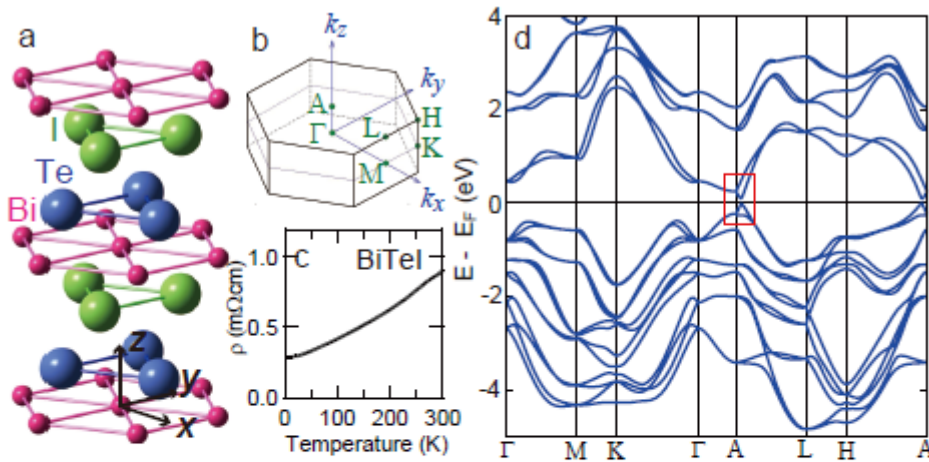 a
I
Te
Bi
z
y
x
b
kz
ky
A
Γ
L
H
K
M
kx
c
BiTeI
ρ (mΩcm)
1.0
0.5
0.0
0 100 200 300
Temperature (K)
d
E - EF (eV)
4
2
0
-2
-4
Γ M K Γ A L H A